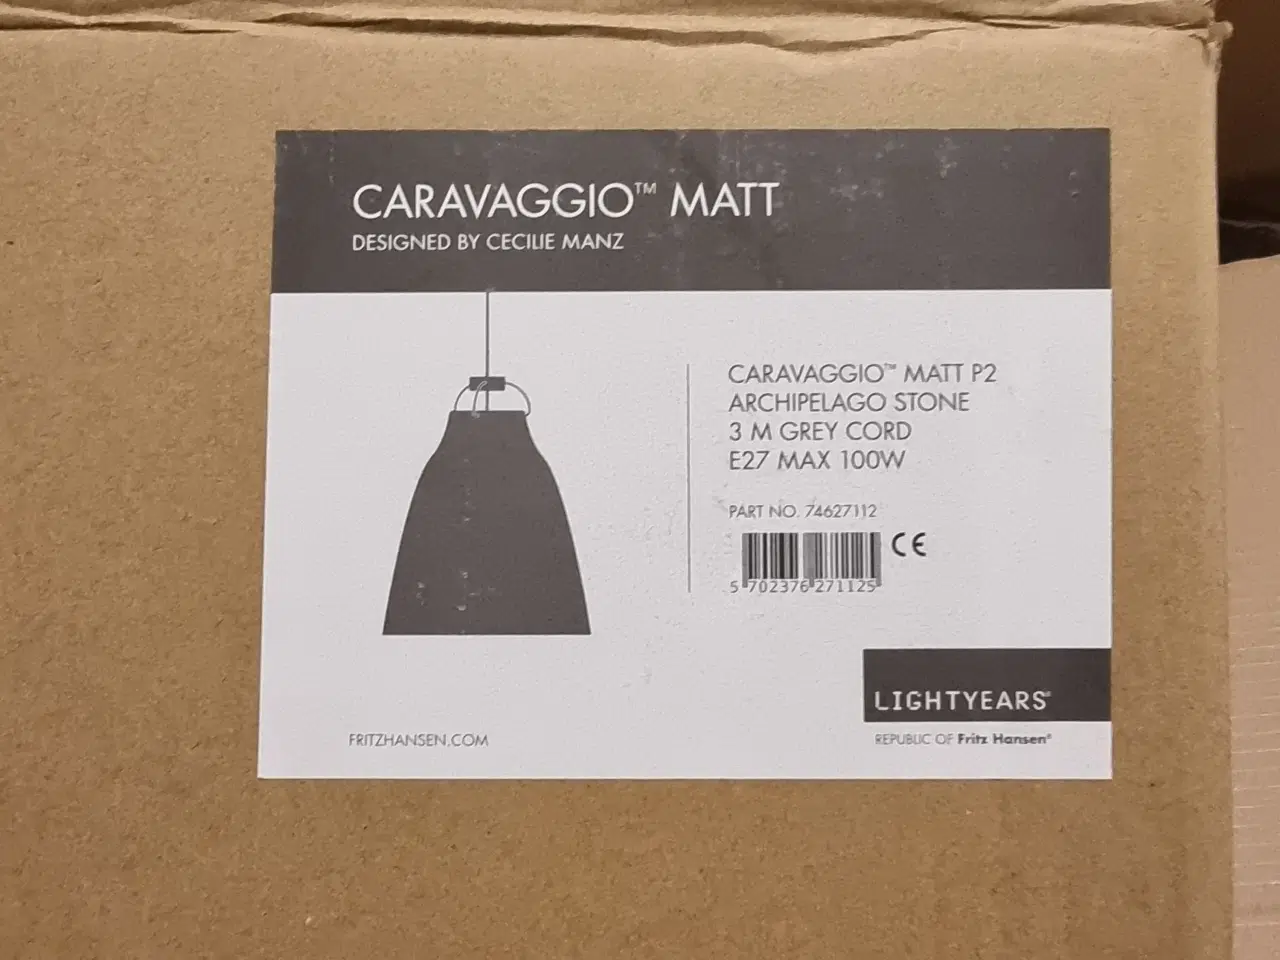 CARAVAGGIO™ MATT
DESIGNED BY CECILIE MANZ
CARAVAGGIO™ MATT P2
ARCHIPELAGO STONE
3 M GREY CORD
E27 MAX 100W
PART NO. 74627112
CE
5 702376 271125
LIGHTYEARS®
REPUBLIC OF Fritz Hansen®
FRITZHANSEN.COM